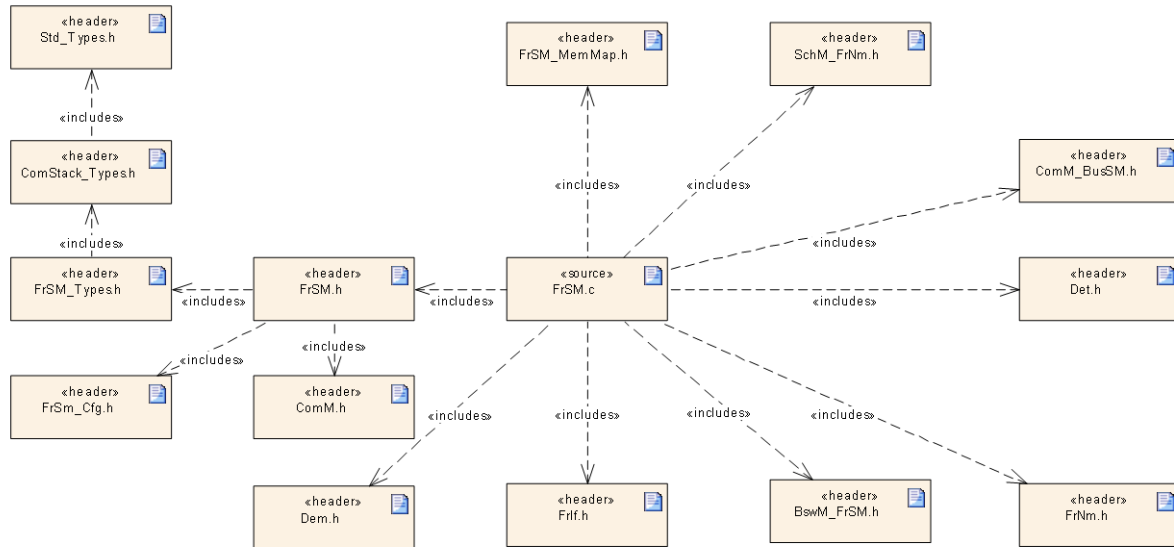 «header»
Std_Types.h
«header»
FrSM_MemMap.h
«header»
SchM_FrNm.h
«includes»
«header»
ComStack_Types.h
«header»
ComM_BusSM.h
«includes»
«includes»
«includes»
«includes»
«header»
FrSM_Types.h
«header»
FrSM.h
«source»
FrSM.c
«header»
Det.h
«includes»
«includes»
«includes»
«includes»
«includes»
«header»
FrSm_Cfg.h
«header»
ComM.h
«includes»
«includes»
«includes»
«includes»
«header»
Dem.h
«header»
FrIf.h
«header»
BswM_FrSM.h
«header»
FrNm.h